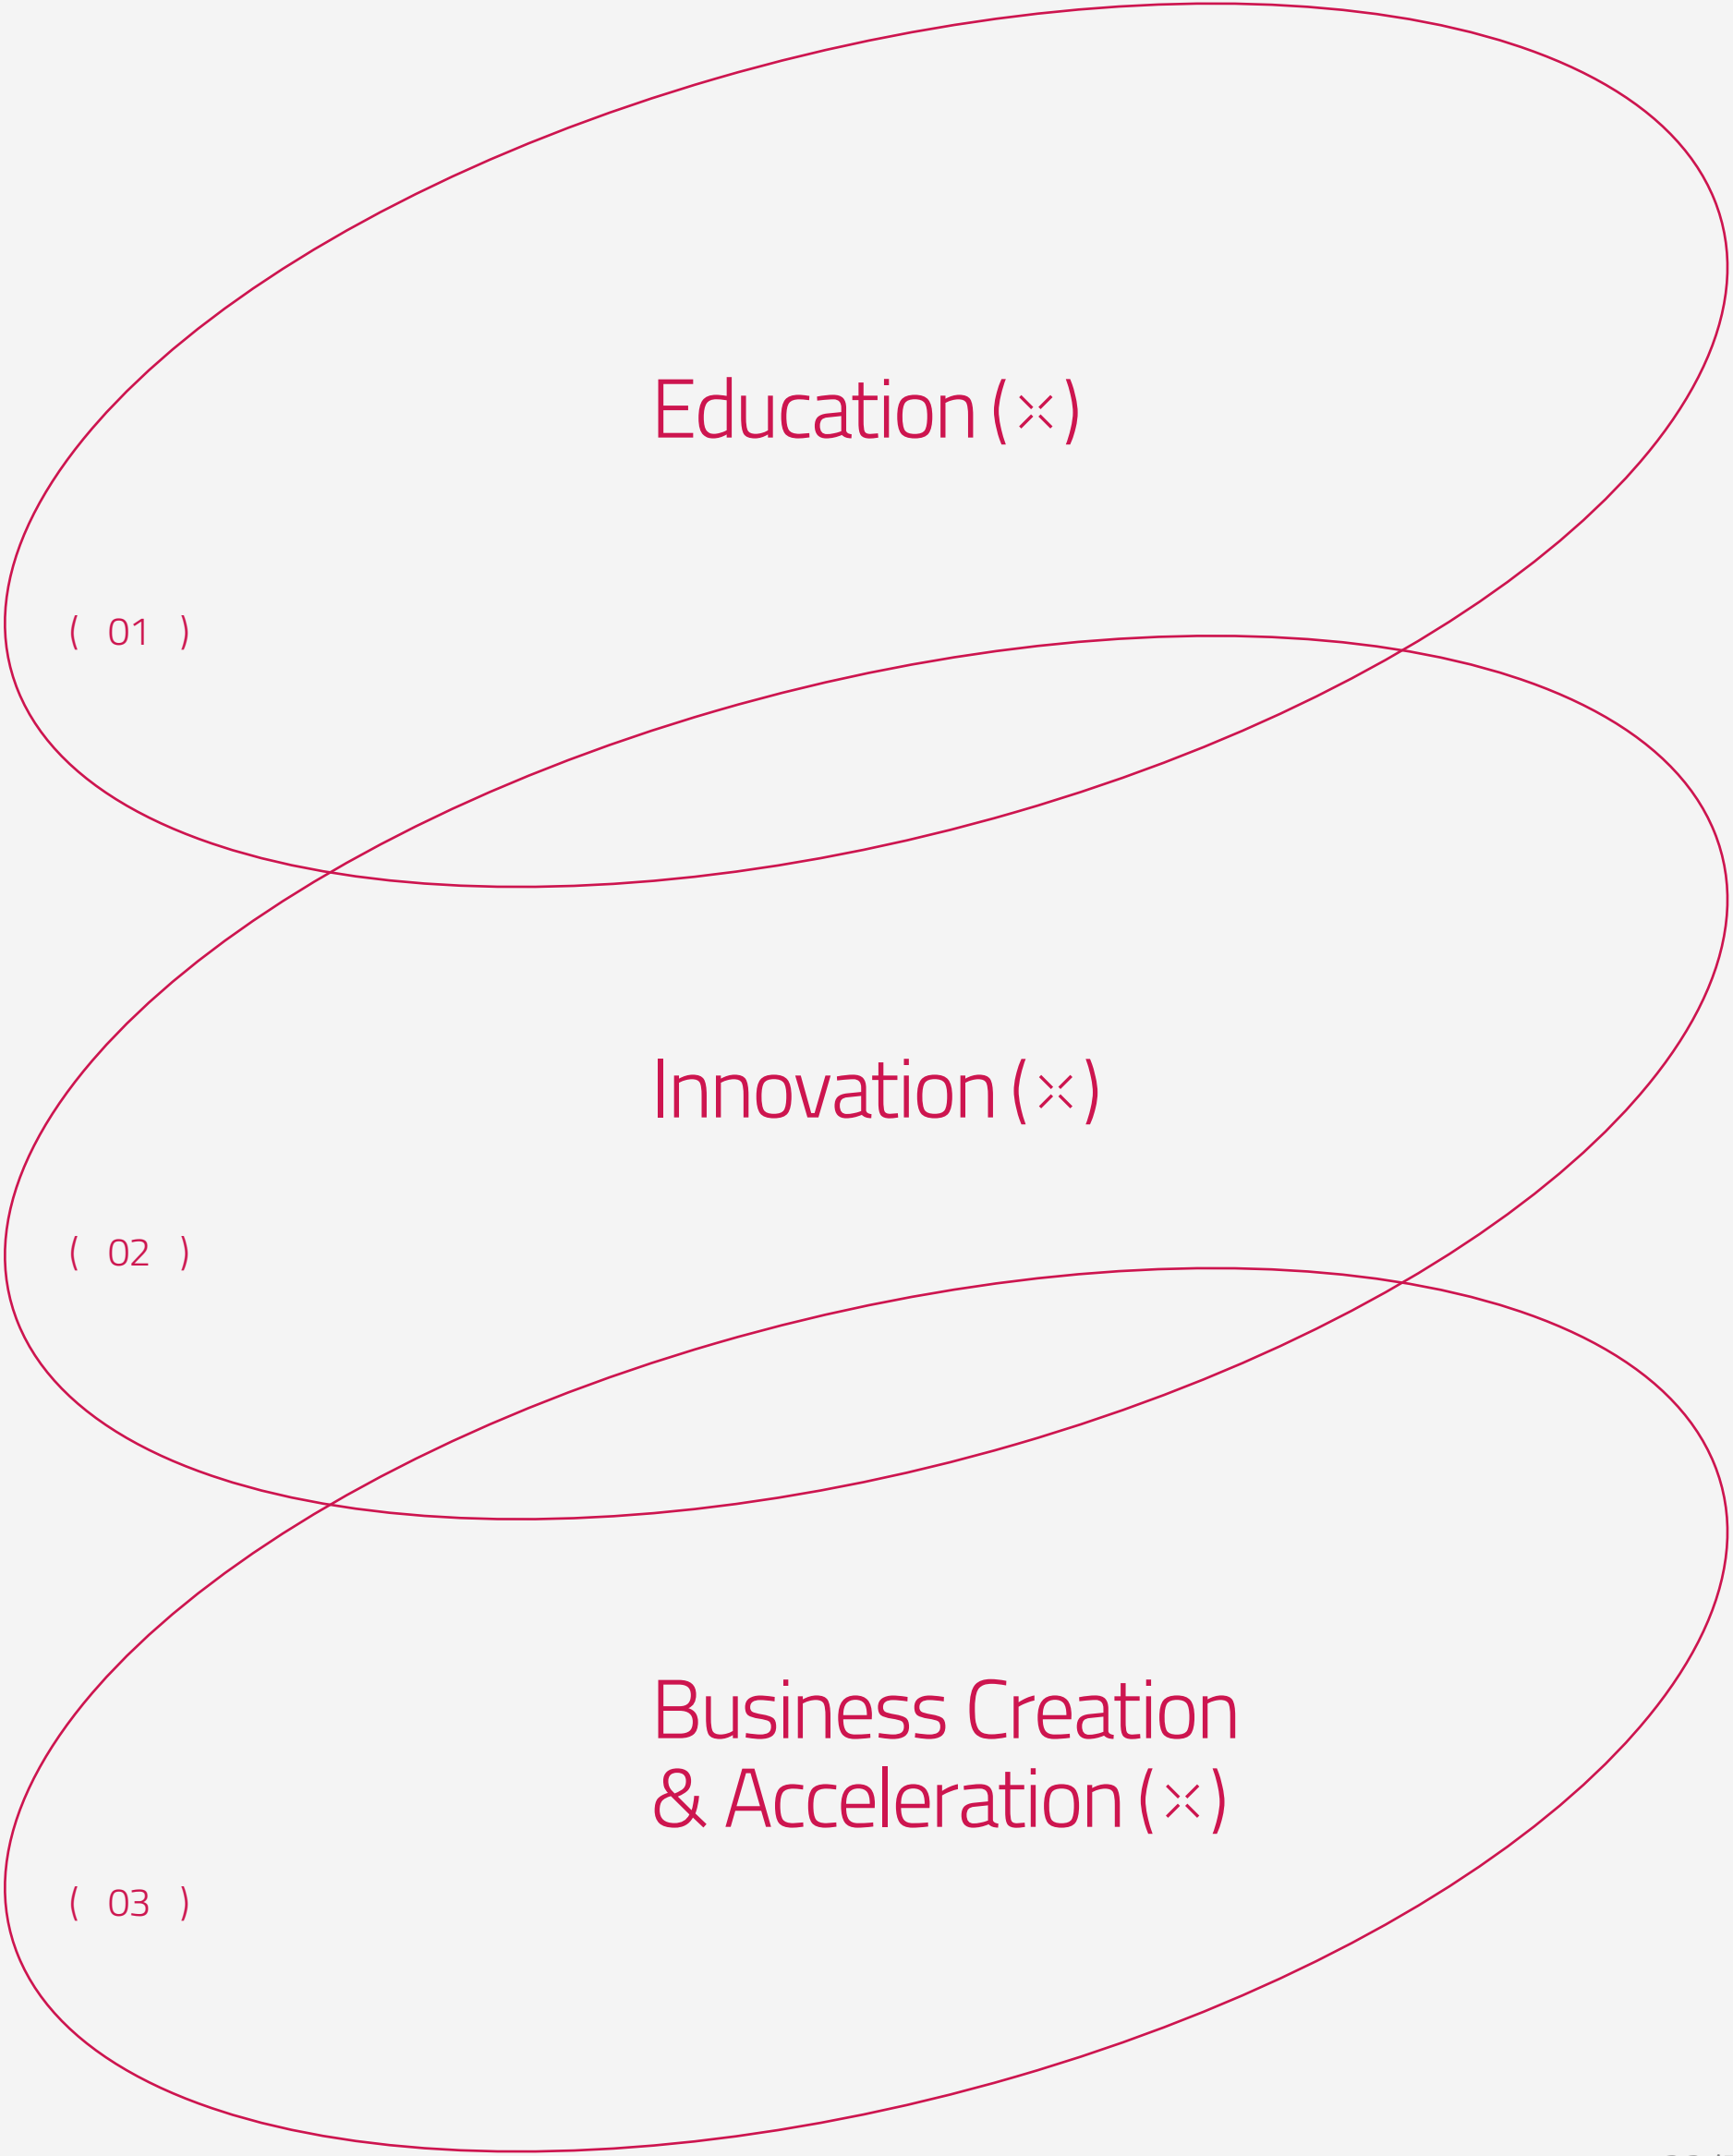 Education (×)
( 01 )
Innovation (×)
( 02 )
Business Creation
& Acceleration (×)
( 03 )